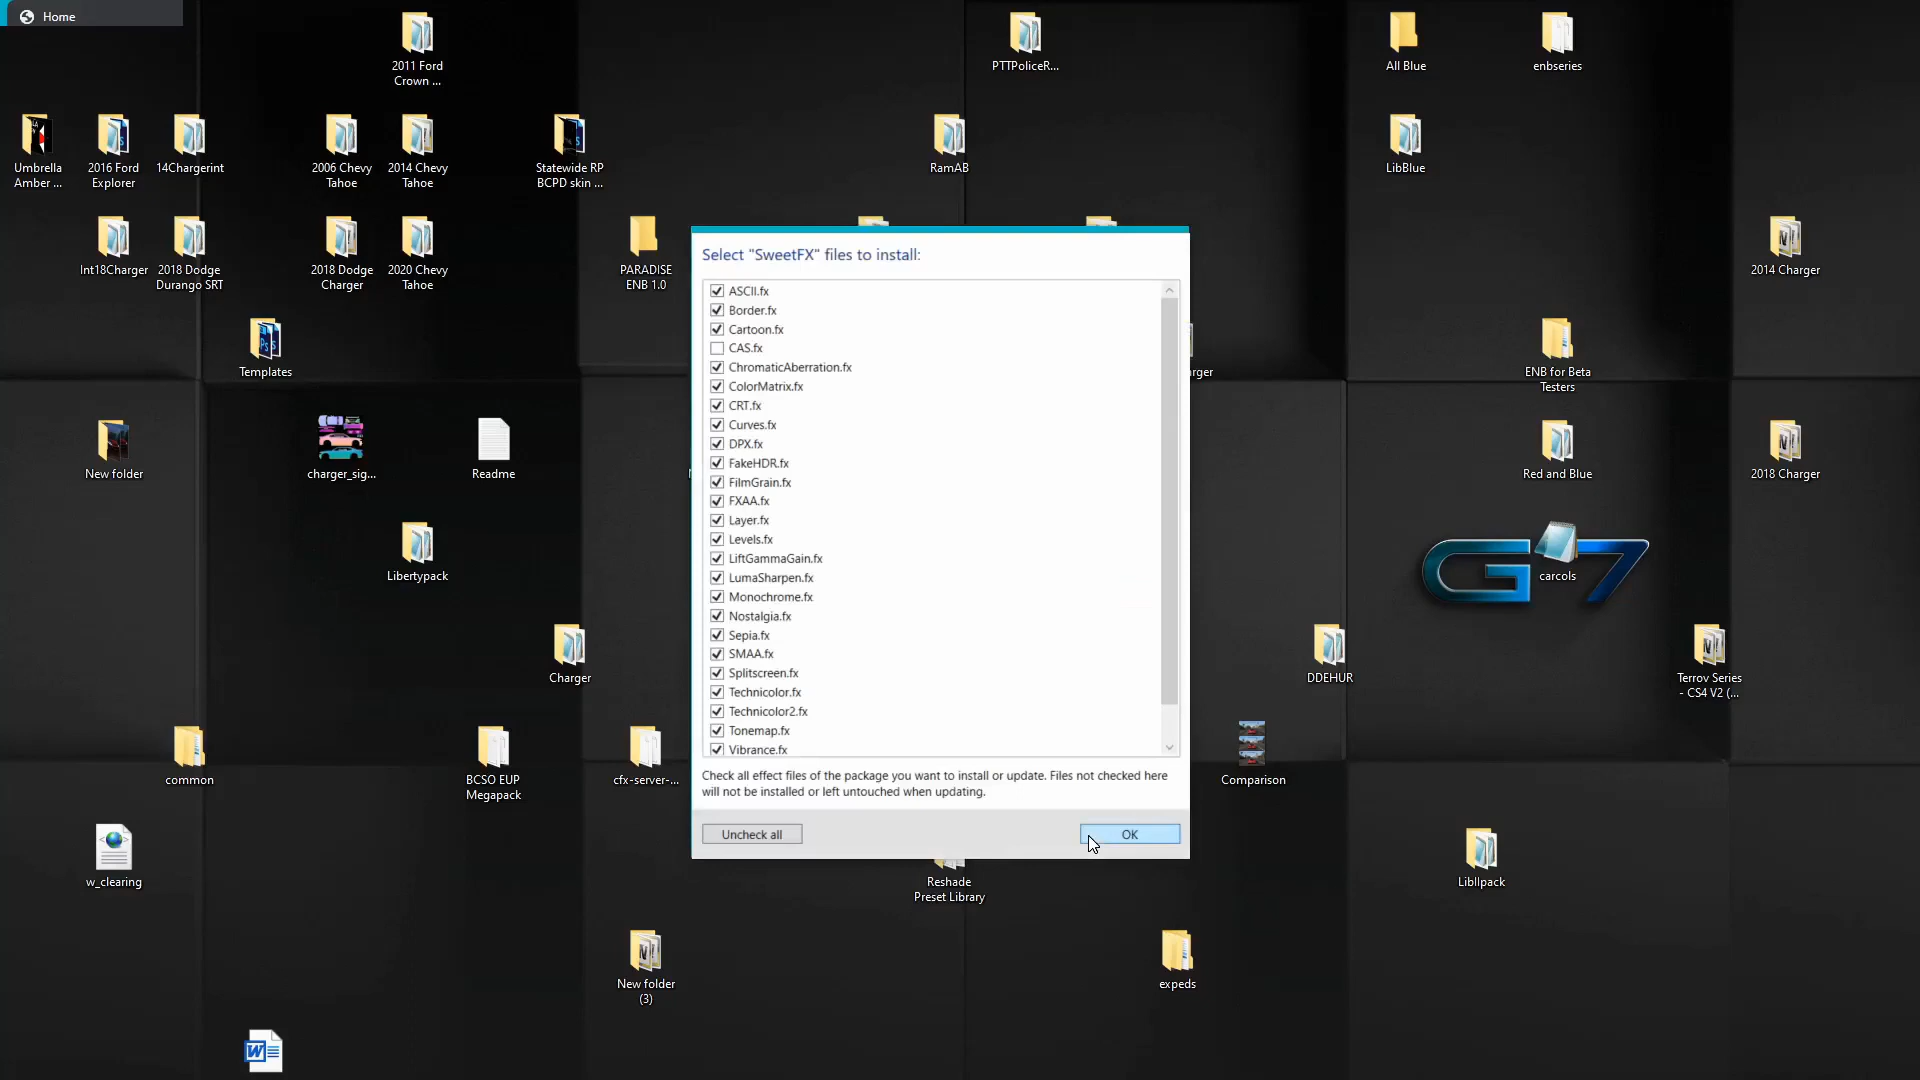 Home
2011 Ford
Crown ...
PTTPoliceR...
All Blue
enbseries
Umbrella
Amber ...
2016 Ford
Explorer
14Chargerint
2006 Chevy
Tahoe
2014 Chevy
Tahoe
Statewide RP
BCPD skin ...
RamAB
LibBlue
Int18Charger
2018 Dodge
Durango SRT
2018 Dodge
Charger
2020 Chevy
Tahoe
PARADISE
ENB 1.0
2014 Charger
Templates
ENB for Beta
Testers
New folder
charger_sig...
Readme
Red and Blue
2018 Charger
Libertypack
G7
carcols
Charger
DDEHUR
Terrov Series
- CS4 V2 (...
common
BCSO EUP
Megapack
cfx-server-...
Comparison
w_clearing
Reshade
Preset Library
LibIIpack
New folder
(3)
expeds
Select "SweetFX" files to install:
ASCII.fx
Border.fx
Cartoon.fx
CAS.fx
ChromaticAberration.fx
ColorMatrix.fx
CRT.fx
Curves.fx
DPX.fx
FakeHDR.fx
FilmGrain.fx
FXAA.fx
Layer.fx
Levels.fx
LiftGammaGain.fx
LumaSharpen.fx
Monochrome.fx
Nostalgia.fx
Sepia.fx
SMAA.fx
Splitscreen.fx
Technicolor.fx
Technicolor2.fx
Tonemap.fx
Vibrance.fx
Check all effect files of the package you want to install or update. Files not checked here
will not be installed or left untouched when updating.
Uncheck all
OK